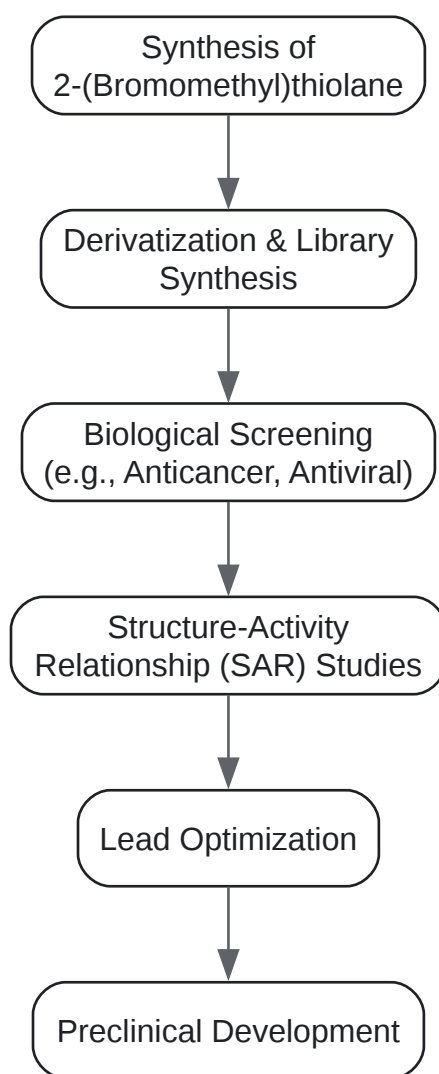 Synthesis of
2-(Bromomethyl)thiolane
Derivatization & Library
Synthesis
Biological Screening
(e.g., Anticancer, Antiviral)
Structure-Activity
Relationship (SAR) Studies
Lead Optimization
Preclinical Development